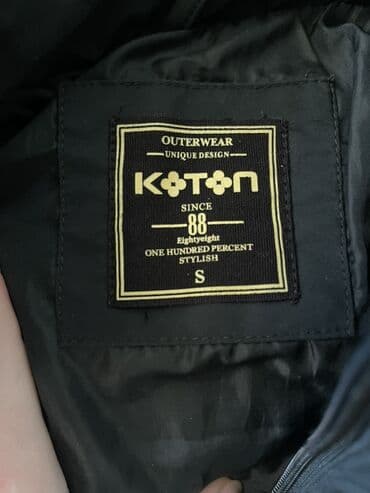 OUTERWEAR
UNIQUE DESIGN
KOTON
SINCE
88
Eightyeight
ONE HUNDRED PERCENT
STYLISH
S